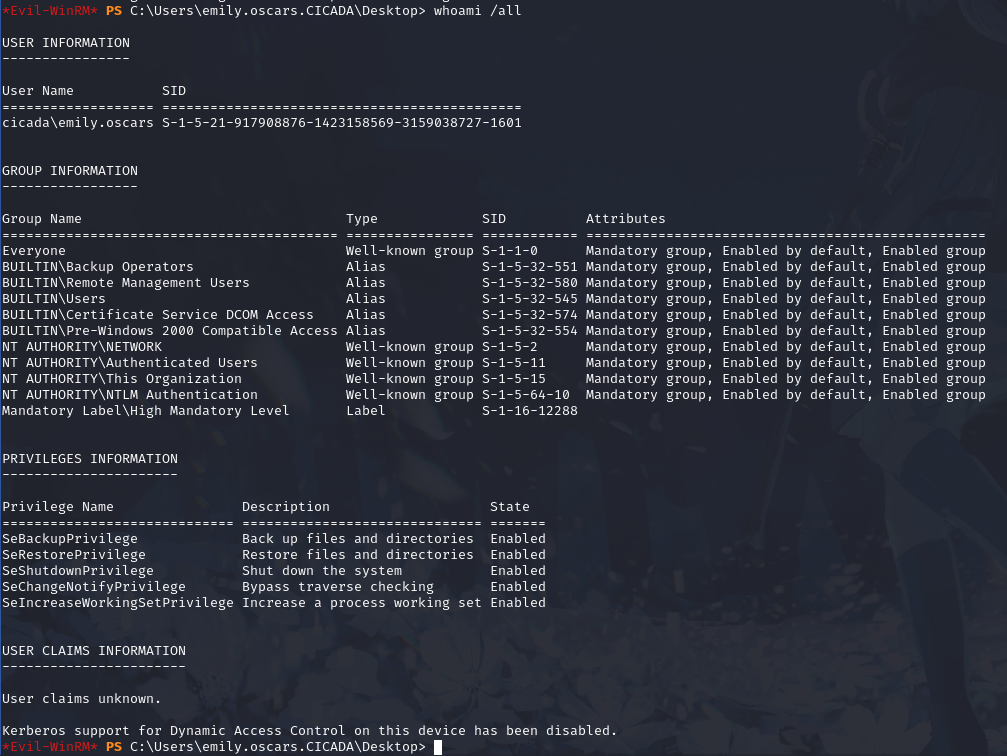 *Evil-WinRM* PS C:\Users\emily.oscars.CICADA\Desktop> whoami /all
USER INFORMATION
----------------
User Name           SID
=================== =============================================
cicada\emily.oscars S-1-5-21-917908876-1423158569-3159038727-1601
GROUP INFORMATION
-----------------
Group Name                                 Type             SID          Attributes
========================================== ================ ============ ==================================================
Everyone                                   Well-known group S-1-1-0      Mandatory group, Enabled by default, Enabled group
BUILTIN\Backup Operators                   Alias            S-1-5-32-551 Mandatory group, Enabled by default, Enabled group
BUILTIN\Remote Management Users            Alias            S-1-5-32-580 Mandatory group, Enabled by default, Enabled group
BUILTIN\Users                              Alias            S-1-5-32-545 Mandatory group, Enabled by default, Enabled group
BUILTIN\Certificate Service DCOM Access    Alias            S-1-5-32-574 Mandatory group, Enabled by default, Enabled group
BUILTIN\Pre-Windows 2000 Compatible Access Alias            S-1-5-32-554 Mandatory group, Enabled by default, Enabled group
NT AUTHORITY\NETWORK                       Well-known group S-1-5-2      Mandatory group, Enabled by default, Enabled group
NT AUTHORITY\Authenticated Users           Well-known group S-1-5-11     Mandatory group, Enabled by default, Enabled group
NT AUTHORITY\This Organization             Well-known group S-1-5-15     Mandatory group, Enabled by default, Enabled group
NT AUTHORITY\NTLM Authentication           Well-known group S-1-5-64-10  Mandatory group, Enabled by default, Enabled group
Mandatory Label\High Mandatory Level       Label            S-1-16-12288
PRIVILEGES INFORMATION
----------------------
Privilege Name                Description                    State
============================= ============================== =======
SeBackupPrivilege             Back up files and directories  Enabled
SeRestorePrivilege            Restore files and directories  Enabled
SeShutdownPrivilege           Shut down the system           Enabled
SeChangeNotifyPrivilege       Bypass traverse checking       Enabled
SeIncreaseWorkingSetPrivilege Increase a process working set Enabled
USER CLAIMS INFORMATION
-----------------------
User claims unknown.
Kerberos support for Dynamic Access Control on this device has been disabled.
*Evil-WinRM* PS C:\Users\emily.oscars.CICADA\Desktop>